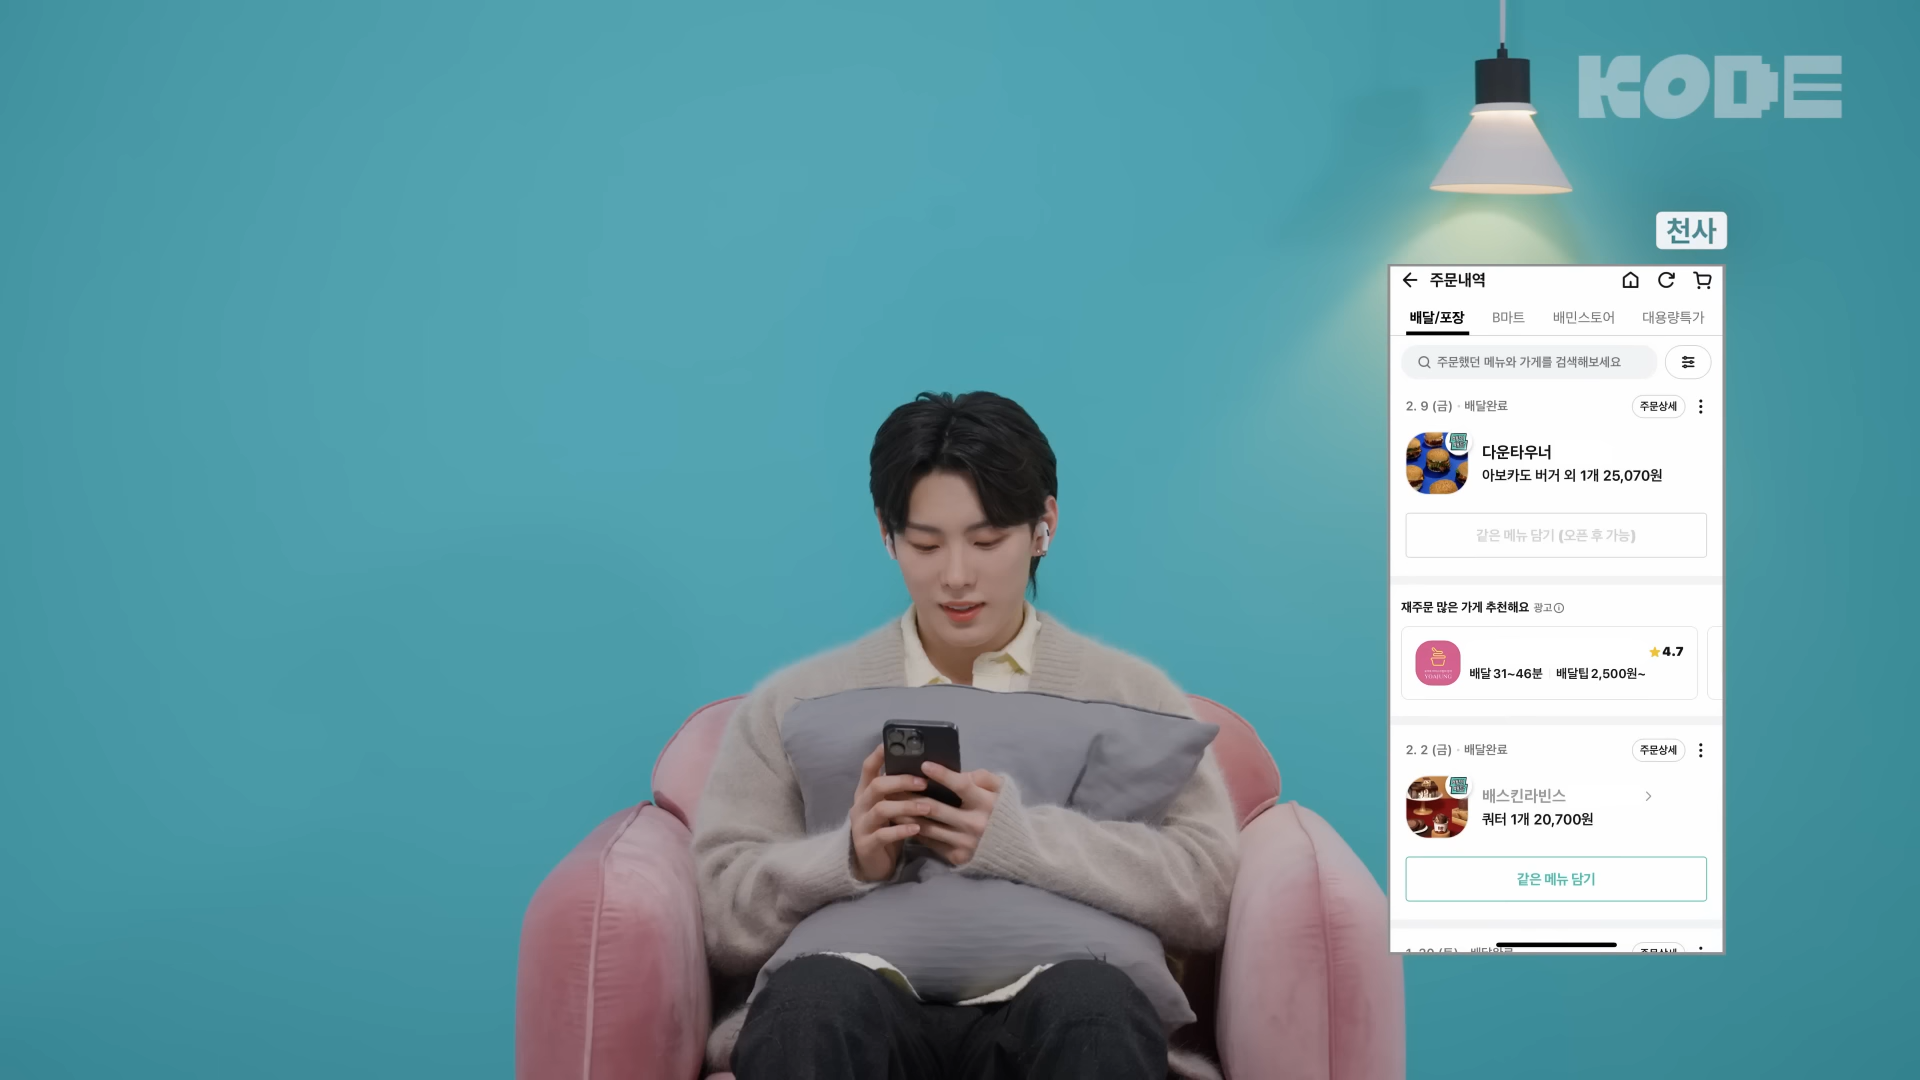 KODE
천사
주문내역
배달/포장 B마트 배민스토어 대용량특가
주문했던 메뉴와 가게를 검색해보세요
2. 9 (금) · 배달완료 주문상세
다운타우너
아보카도 버거 외 1개 25,070원
같은 메뉴 담기 (오픈 후 가능)
재주문 많은 가게 추천해요 광고
4.7
YOAJUNG
배달 31~46분 배달팁 2,500원~
2. 2 (금) · 배달완료 주문상세
배스킨라빈스
쿼터 1개 20,700원
같은 메뉴 담기